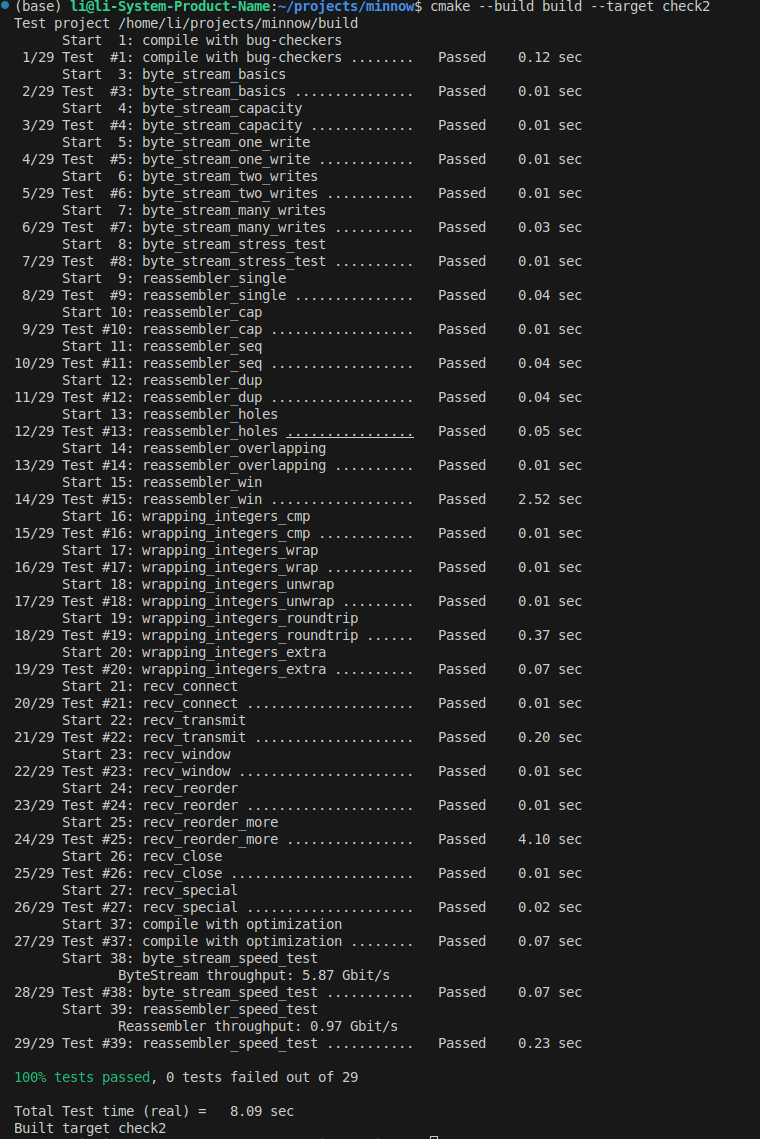 (base) li@li-System-Product-Name:~/projects/minnow$ cmake --build build --target check2
Test project /home/li/projects/minnow/build
      Start  1: compile with bug-checkers
 1/29 Test  #1: compile with bug-checkers ........   Passed    0.12 sec
      Start  3: byte_stream_basics
 2/29 Test  #3: byte_stream_basics ...............   Passed    0.01 sec
      Start  4: byte_stream_capacity
 3/29 Test  #4: byte_stream_capacity .............   Passed    0.01 sec
      Start  5: byte_stream_one_write
 4/29 Test  #5: byte_stream_one_write ............   Passed    0.01 sec
      Start  6: byte_stream_two_writes
 5/29 Test  #6: byte_stream_two_writes ...........   Passed    0.01 sec
      Start  7: byte_stream_many_writes
 6/29 Test  #7: byte_stream_many_writes ..........   Passed    0.03 sec
      Start  8: byte_stream_stress_test
 7/29 Test  #8: byte_stream_stress_test ..........   Passed    0.01 sec
      Start  9: reassembler_single
 8/29 Test  #9: reassembler_single ...............   Passed    0.04 sec
      Start 10: reassembler_cap
 9/29 Test #10: reassembler_cap ..................   Passed    0.01 sec
      Start 11: reassembler_seq
10/29 Test #11: reassembler_seq ..................   Passed    0.04 sec
      Start 12: reassembler_dup
11/29 Test #12: reassembler_dup ..................   Passed    0.04 sec
      Start 13: reassembler_holes
12/29 Test #13: reassembler_holes ................   Passed    0.05 sec
      Start 14: reassembler_overlapping
13/29 Test #14: reassembler_overlapping ..........   Passed    0.01 sec
      Start 15: reassembler_win
14/29 Test #15: reassembler_win ..................   Passed    2.52 sec
      Start 16: wrapping_integers_cmp
15/29 Test #16: wrapping_integers_cmp ............   Passed    0.01 sec
      Start 17: wrapping_integers_wrap
16/29 Test #17: wrapping_integers_wrap ...........   Passed    0.01 sec
      Start 18: wrapping_integers_unwrap
17/29 Test #18: wrapping_integers_unwrap .........   Passed    0.01 sec
      Start 19: wrapping_integers_roundtrip
18/29 Test #19: wrapping_integers_roundtrip ......   Passed    0.37 sec
      Start 20: wrapping_integers_extra
19/29 Test #20: wrapping_integers_extra ..........   Passed    0.07 sec
      Start 21: recv_connect
20/29 Test #21: recv_connect .....................   Passed    0.01 sec
      Start 22: recv_transmit
21/29 Test #22: recv_transmit ....................   Passed    0.20 sec
      Start 23: recv_window
22/29 Test #23: recv_window ......................   Passed    0.01 sec
      Start 24: recv_reorder
23/29 Test #24: recv_reorder .....................   Passed    0.01 sec
      Start 25: recv_reorder_more
24/29 Test #25: recv_reorder_more ................   Passed    4.10 sec
      Start 26: recv_close
25/29 Test #26: recv_close .......................   Passed    0.01 sec
      Start 27: recv_special
26/29 Test #27: recv_special .....................   Passed    0.02 sec
      Start 37: compile with optimization
27/29 Test #37: compile with optimization ........   Passed    0.07 sec
      Start 38: byte_stream_speed_test
             ByteStream throughput: 5.87 Gbit/s
28/29 Test #38: byte_stream_speed_test ...........   Passed    0.07 sec
      Start 39: reassembler_speed_test
             Reassembler throughput: 0.97 Gbit/s
29/29 Test #39: reassembler_speed_test ...........   Passed    0.23 sec
100% tests passed, 0 tests failed out of 29
Total Test time (real) =   8.09 sec
Built target check2